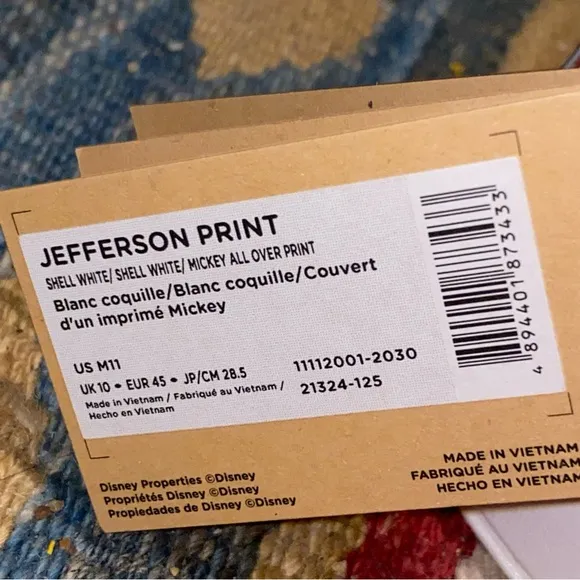 JEFFERSON PRINT
SHELL WHITE/ SHELL WHITE/ MICKEY ALL OVER PRINT
Blanc coquille/Blanc coquille/Couvert
d'un imprimé Mickey
US M11
UK 10 • EUR 45 • JP/CM 28.5
Made in Vietnam / Fabriqué au Vietnam /
Hecho en Vietnam
11112001-2030
21324-125
4 894401 873433
Disney Properties ©Disney
Propriétés Disney ©Disney
Propiedades de Disney ©Disney
MADE IN VIETNAM
FABRIQUÉ AU VIETNAM
HECHO EN VIETNAM